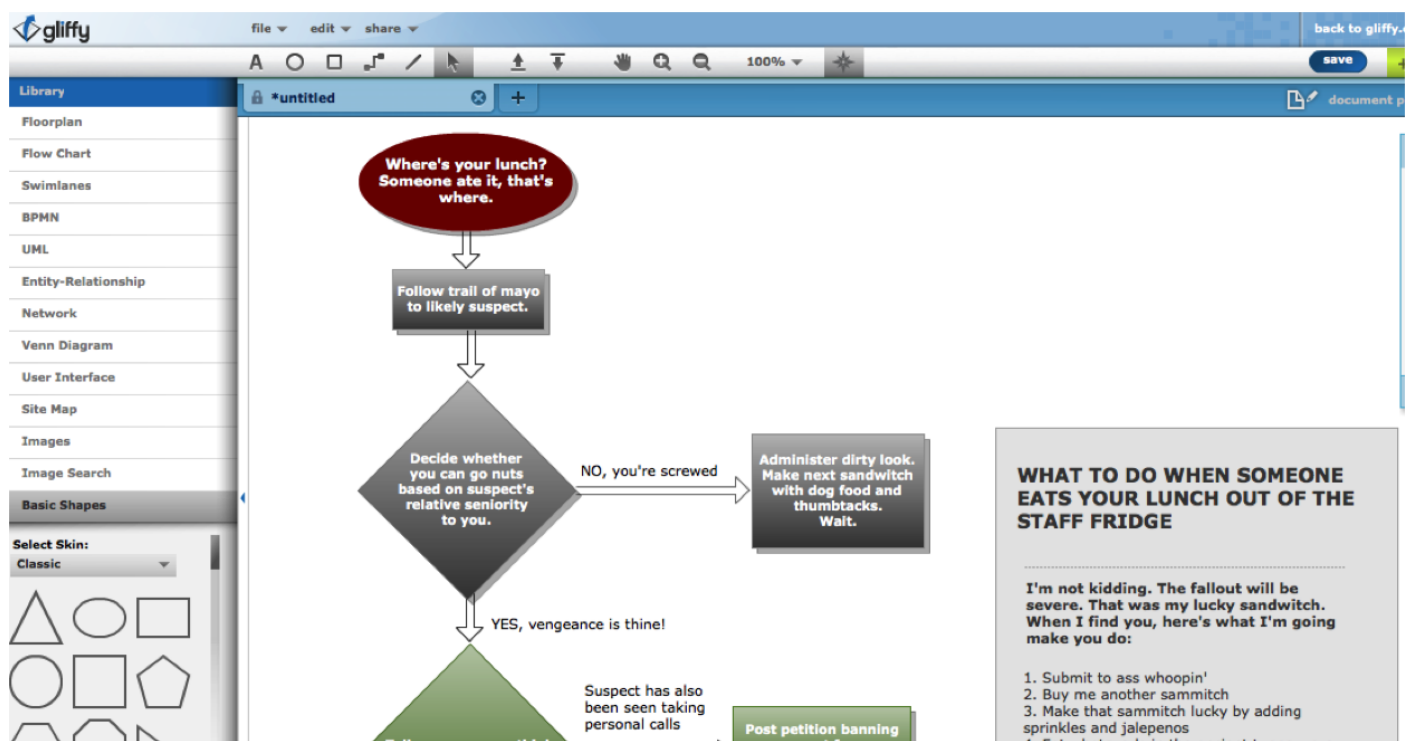 gliffy
file edit share
back to gliffy.
A
100%
save
Library
*untitled
+
document p
Floorplan
Flow Chart
Swimlanes
BPMN
UML
Entity-Relationship
Network
Venn Diagram
User Interface
Site Map
Images
Image Search
Basic Shapes
Select Skin:
Classic
Where's your lunch?
Someone ate it, that's
where.
Follow trail of mayo
to likely suspect.
Decide whether
you can go nuts
based on suspect's
relative seniority
to you.
NO, you're screwed
Administer dirty look.
Make next sandwitch
with dog food and
thumbtacks.
Wait.
YES, vengeance is thine!
Suspect has also
been seen taking
personal calls
Post petition banning
WHAT TO DO WHEN SOMEONE
EATS YOUR LUNCH OUT OF THE
STAFF FRIDGE
I'm not kidding. The fallout will be
severe. That was my lucky sandwitch.
When I find you, here's what I'm going
make you do:
1. Submit to ass whoopin'
2. Buy me another sammitch
3. Make that sammitch lucky by adding
sprinkles and jalepenos